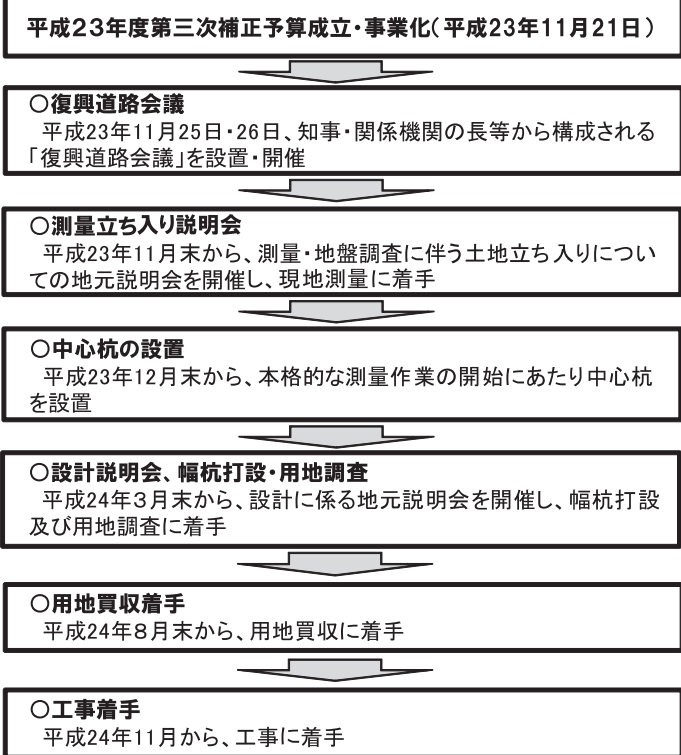 平成２３年度第三次補正予算成立・事業化（平成23年11月21日）
○復興道路会議
平成23年11月25日・26日、知事・関係機関の長等から構成される
「復興道路会議」を設置・開催
○測量立ち入り説明会
平成23年11月末から、測量・地盤調査に伴う土地立ち入りについ
ての地元説明会を開催し、現地測量に着手
○中心杭の設置
平成23年12月末から、本格的な測量作業の開始にあたり中心杭
を設置
○設計説明会、幅杭打設・用地調査
平成24年３月末から、設計に係る地元説明会を開催し、幅杭打設
及び用地調査に着手
○用地買収着手
平成24年８月末から、用地買収に着手
○工事着手
平成24年11月から、工事に着手